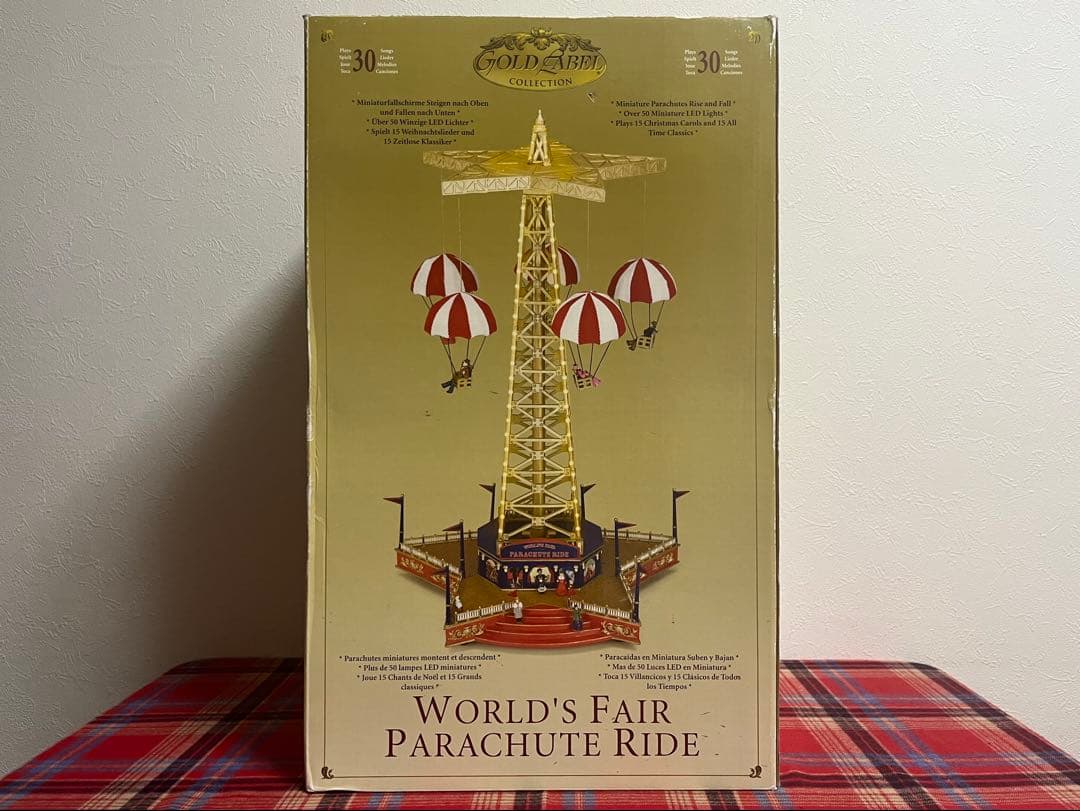 Plays
Spielt
Joue
Toca
30
Songs
Lieder
Melodies
Canciones
GOLD LABEL
COLLECTION
Plays
Spielt
Joue
Toca
30
Songs
Lieder
Melodies
Canciones
* Miniaturfallschirme Steigen nach Oben
und Fallen nach Unten *
* Über 50 Winzige LED Lichter *
* Spielt 15 Weihnachtslieder und
15 Zeitlose Klassiker *
* Miniature Parachutes Rise and Fall *
* Over 50 Miniature LED Lights *
* Plays 15 Christmas Carols and 15 All
Time Classics *
WORLD'S FAIR
PARACHUTE RIDE
* Parachutes miniatures montent et descendent *
* Plus de 50 lampes LED miniatures *
* Joue 15 Chants de Noël et 15 Grands
classiques *
* Paracaídas en Miniatura Suben y Bajan *
* Mas de 50 Luces LED en Miniatura *
* Toca 15 Villancicos y 15 Clásicos de Todos
los Tiempos *
WORLD'S FAIR
PARACHUTE RIDE